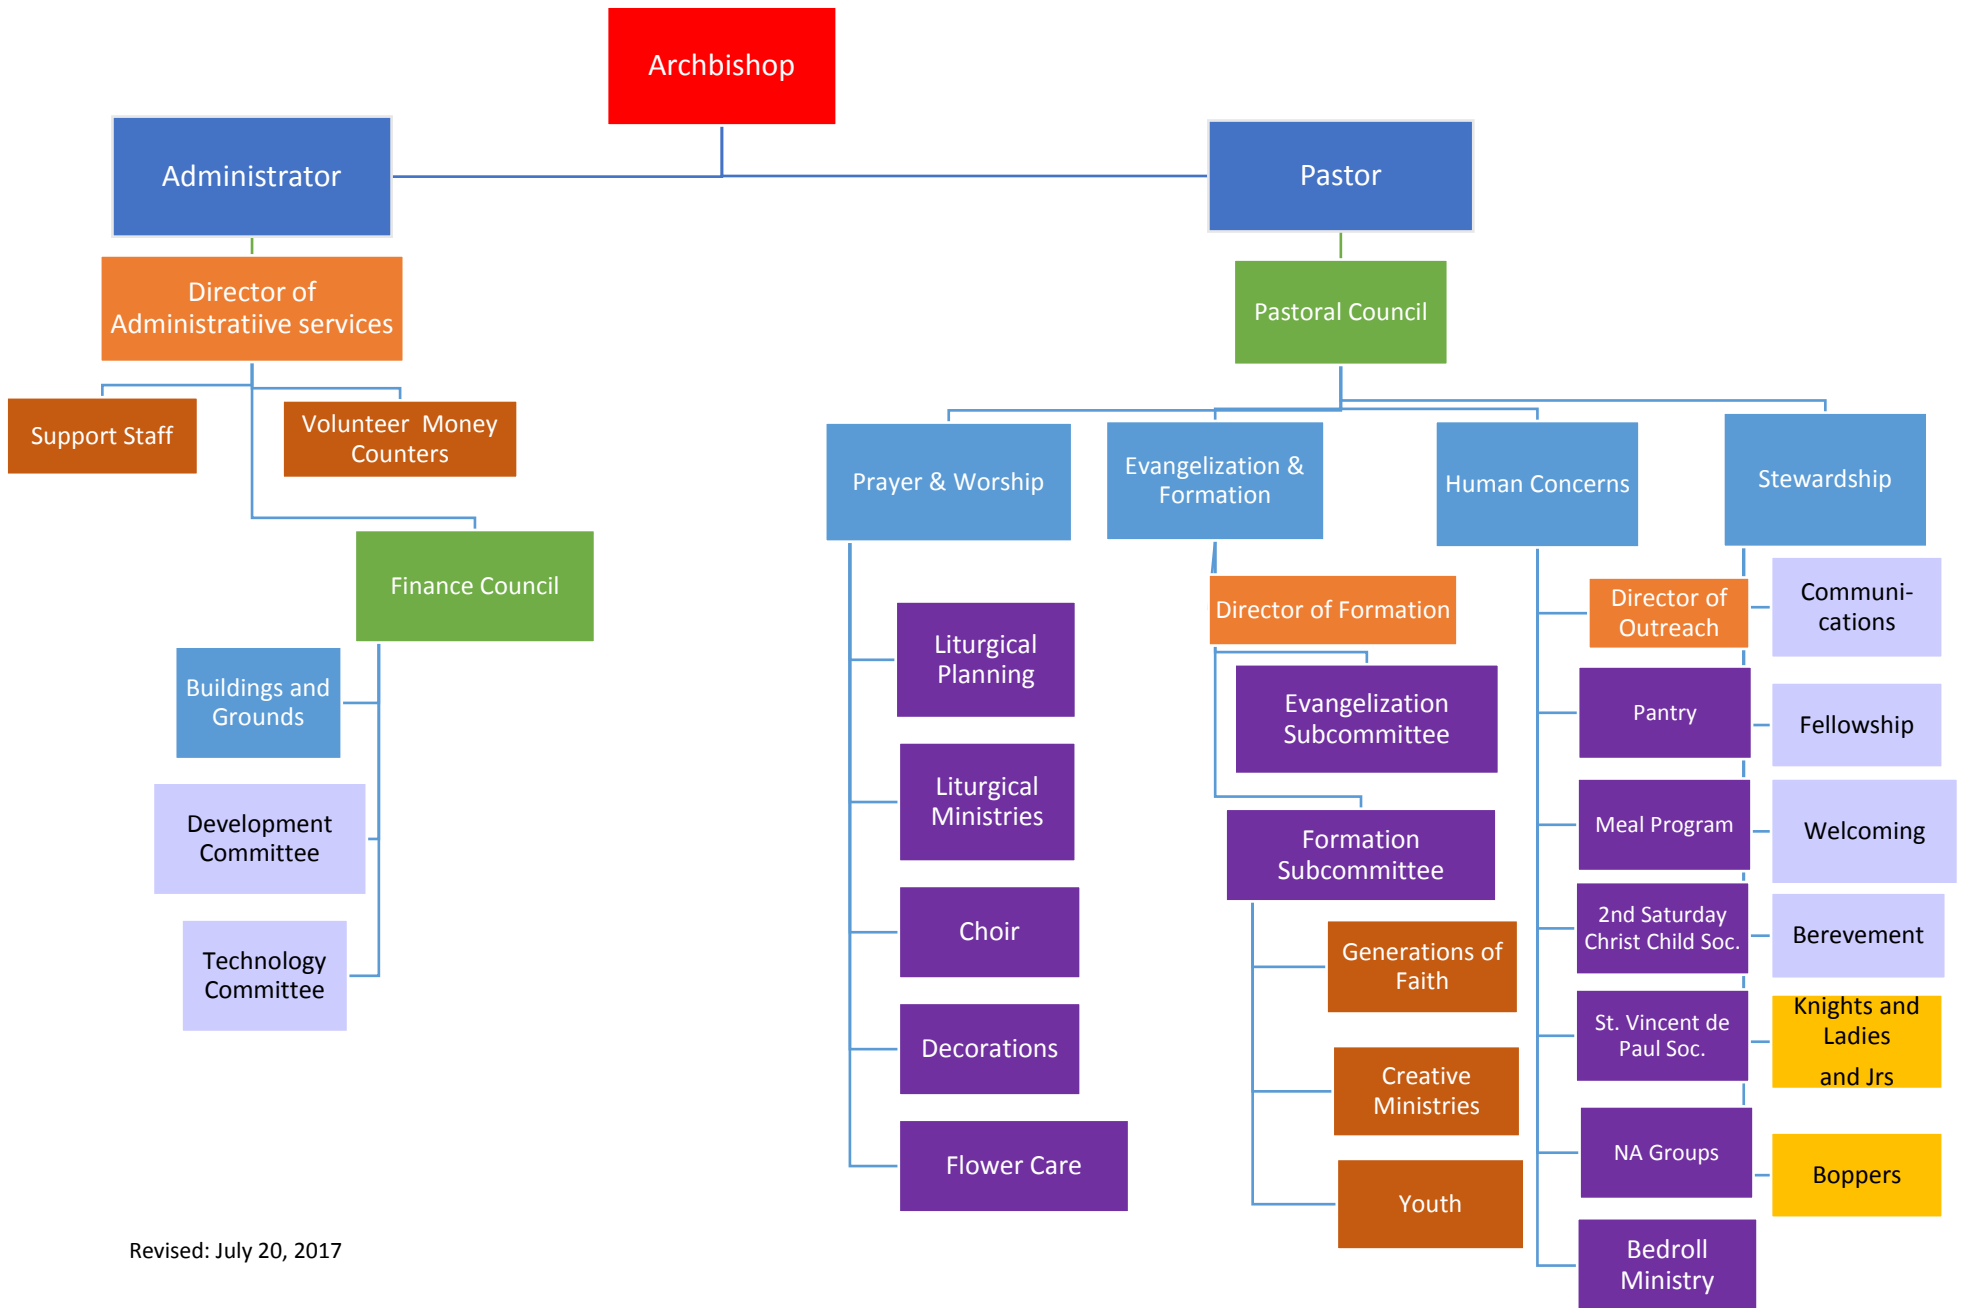 Archbishop
Administrator
Pastor
Director of
Administratiive services
Pastoral Council
Support Staff
Volunteer  Money
Counters
Prayer & Worship
Evangelization &
Formation
Human Concerns
Stewardship
Finance Council
Buildings and
Grounds
Development
Committee
Technology
Committee
Liturgical
Planning
Liturgical
Ministries
Choir
Decorations
Flower Care
Director of Formation
Evangelization
Subcommittee
Formation
Subcommittee
Generations of
Faith
Creative
Ministries
Youth
Director of
Outreach
Pantry
Meal Program
2nd Saturday
Christ Child Soc.
St. Vincent de
Paul Soc.
NA Groups
Bedroll
Ministry
Communi-
cations
Fellowship
Welcoming
Berevement
Knights and
Ladies
and Jrs
Boppers
Revised: July 20, 2017